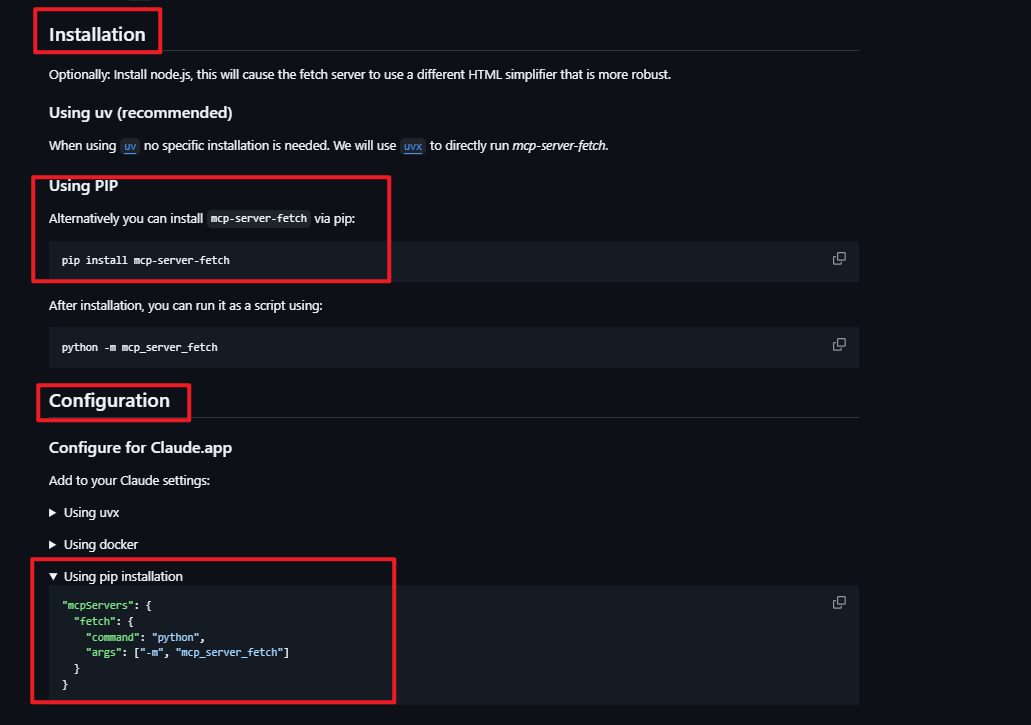 Installation
Optionally: Install node.js, this will cause the fetch server to use a different HTML simplifier that is more robust.
Using uv (recommended)
When using uv no specific installation is needed. We will use uvx to directly run mcp-server-fetch.
Using PIP
Alternatively you can install mcp-server-fetch via pip:
pip install mcp-server-fetch
After installation, you can run it as a script using:
python -m mcp_server_fetch
Configuration
Configure for Claude.app
Add to your Claude settings:
Using uvx
Using docker
Using pip installation
"mcpServers": {
  "fetch": {
    "command": "python",
    "args": ["-m", "mcp_server_fetch"]
  }
}